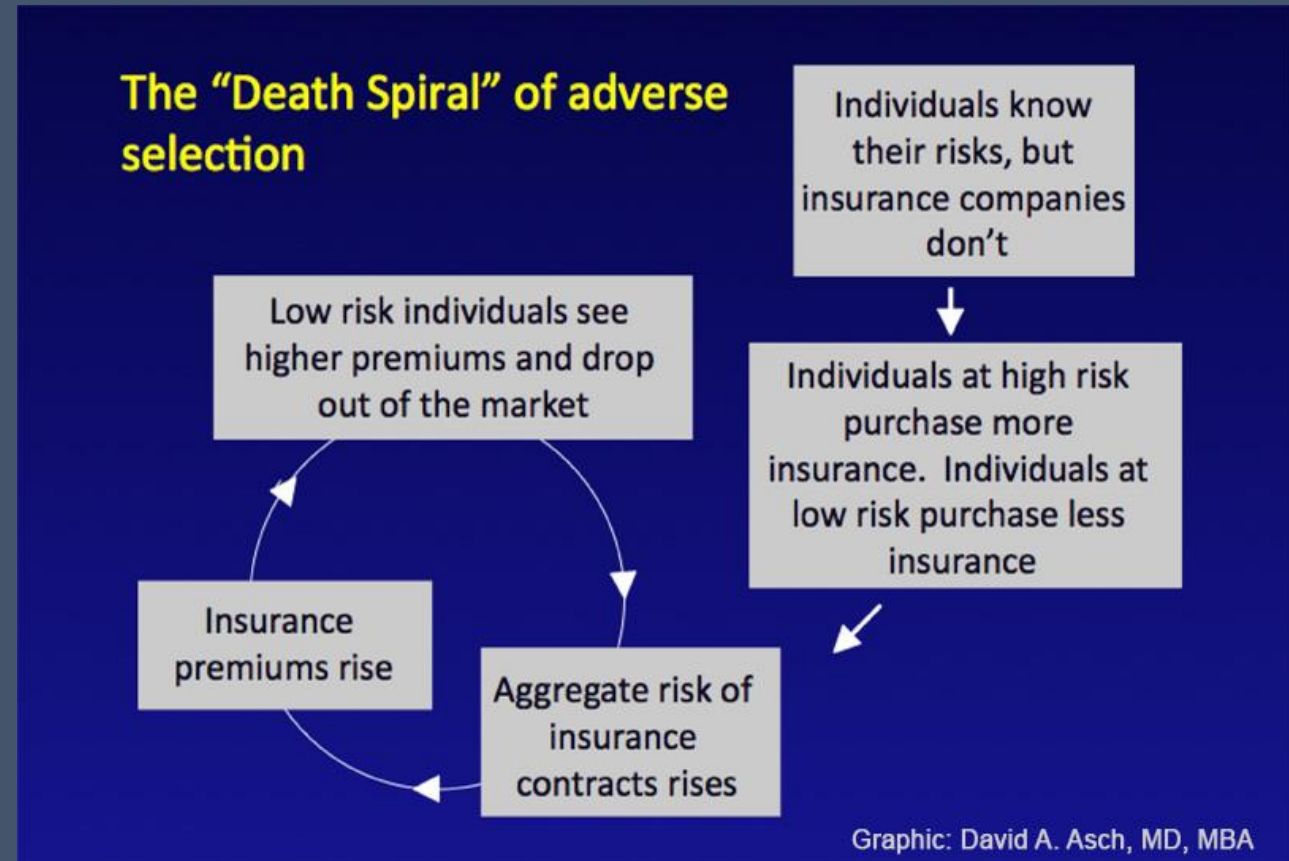 The “Death Spiral” of adverse
selection
Individuals know
their risks, but
insurance companies
don’t
Individuals at high risk
purchase more
insurance.  Individuals at
low risk purchase less
insurance
Low risk individuals see
higher premiums and drop
out of the market
Aggregate risk of
insurance
contracts rises
Insurance
premiums rise
Graphic: David A. Asch, MD, MBA